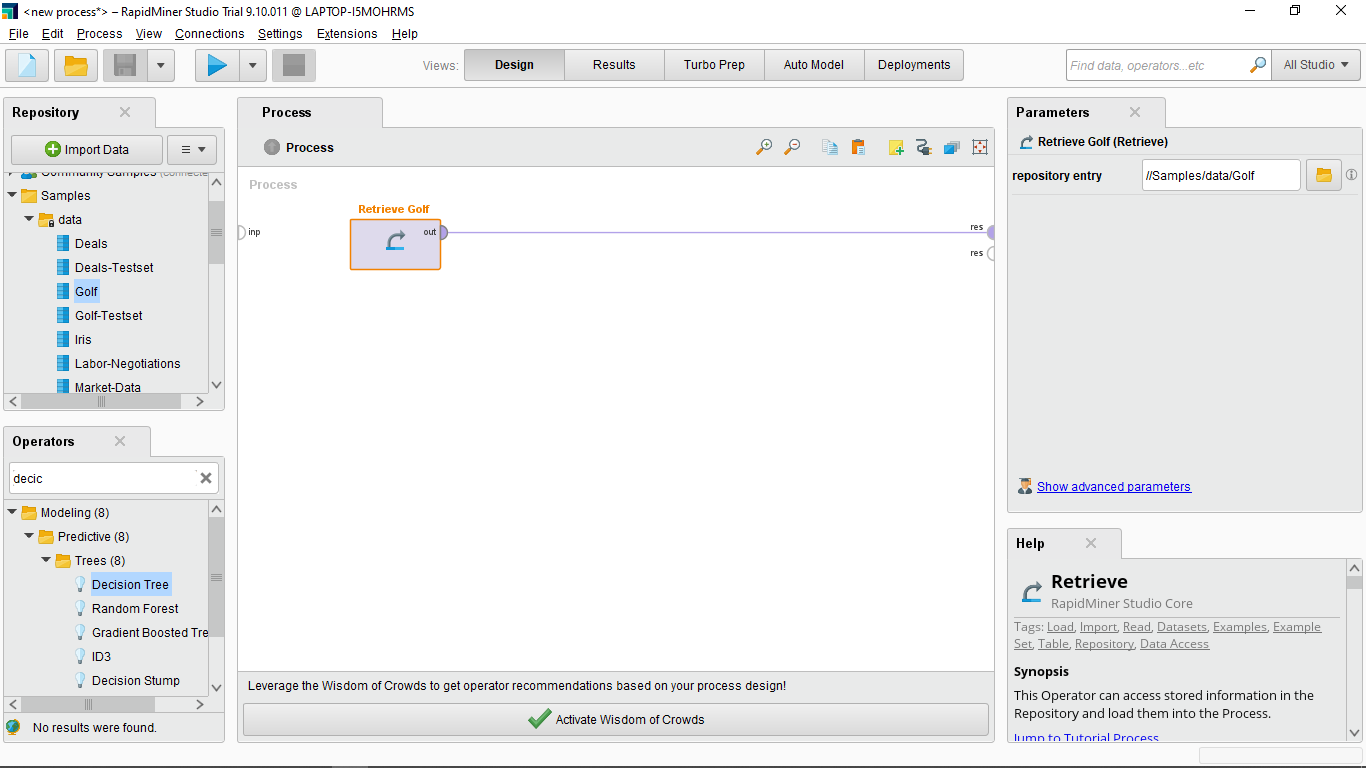 <new process*> – RapidMiner Studio Trial 9.10.011 @ LAPTOP-I5MOHRMS
File Edit Process View Connections Settings Extensions Help
Views: Design Results Turbo Prep Auto Model Deployments
Find data, operators...etc
All Studio
Repository
Import Data
Community Samples (connecte
Samples
data
Deals
Deals-Testset
Golf
Golf-Testset
Iris
Labor-Negotiations
Market-Data
Operators
decic
Modeling (8)
Predictive (8)
Trees (8)
Decision Tree
Random Forest
Gradient Boosted Tre
ID3
Decision Stump
No results were found.
Process
Process
Process
Retrieve Golf
inp
out
res
res
Leverage the Wisdom of Crowds to get operator recommendations based on your process design!
Activate Wisdom of Crowds
Parameters
Retrieve Golf (Retrieve)
repository entry //Samples/data/Golf
Show advanced parameters
Help
Retrieve
RapidMiner Studio Core
Tags: Load, Import, Read, Datasets, Examples, Example
Set, Table, Repository, Data Access
Synopsis
This Operator can access stored information in the
Repository and load them into the Process.
Jump to Tutorial Process